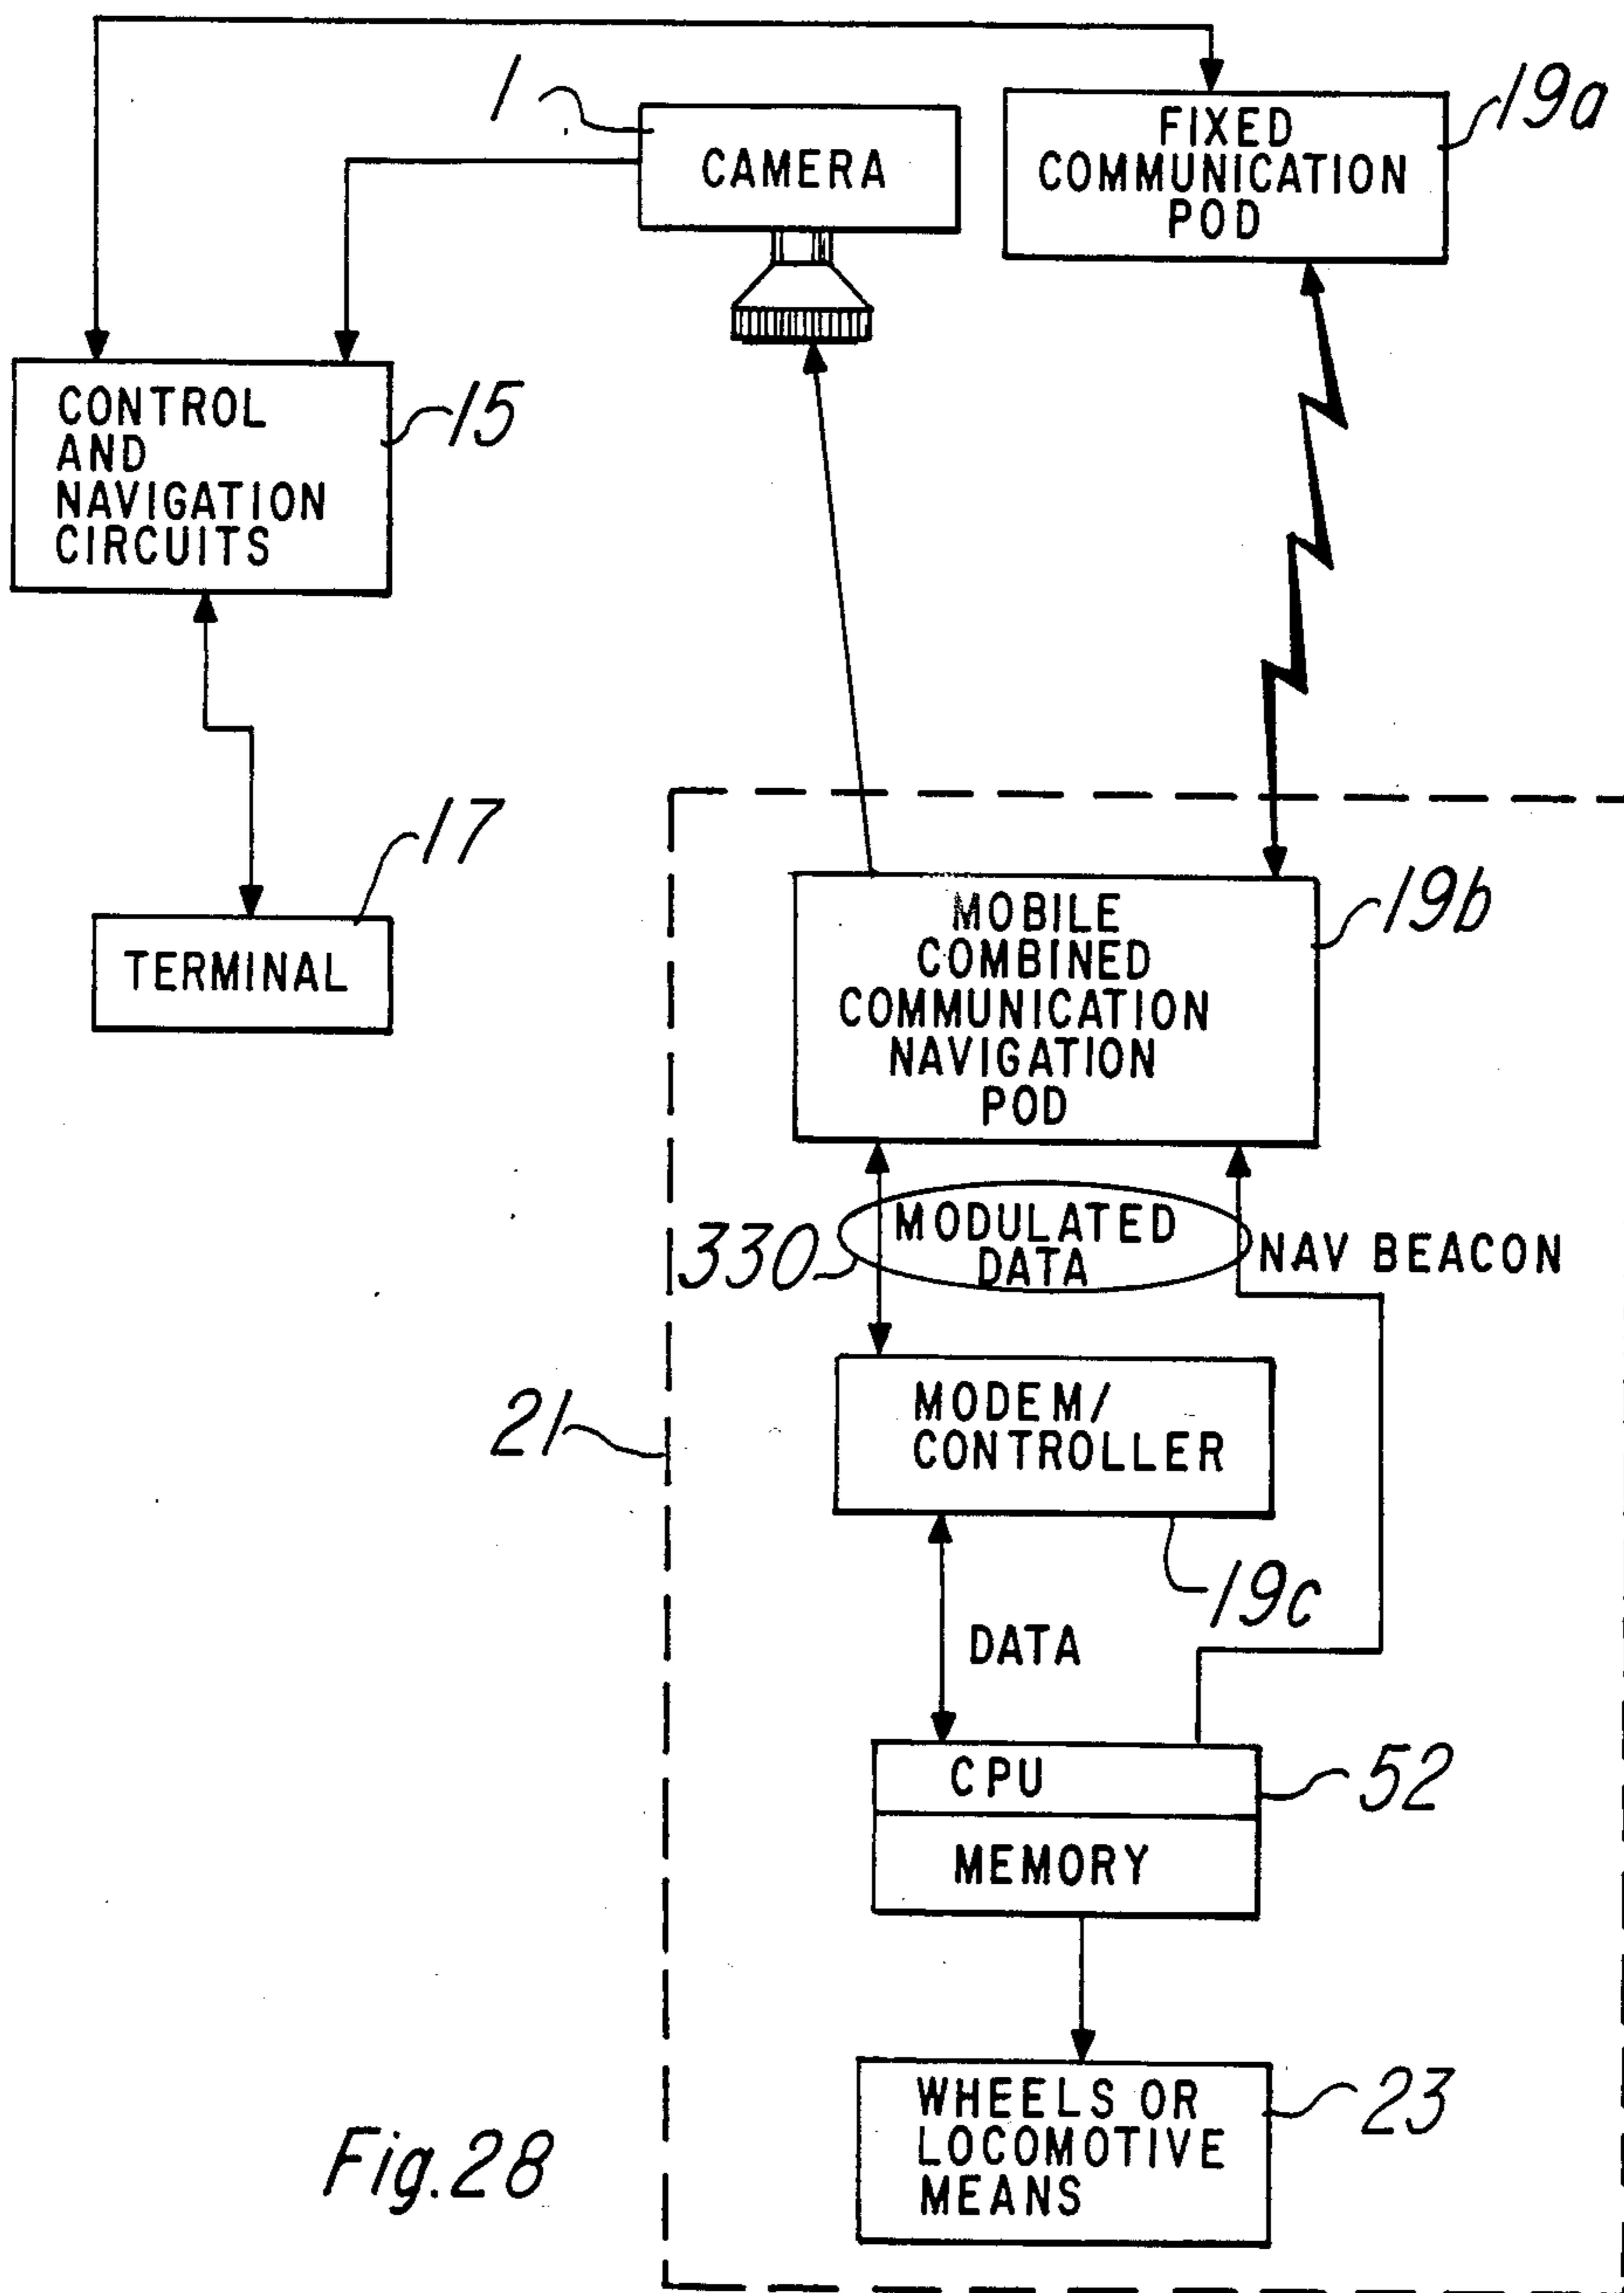 1
CAMERA
FIXED
COMMUNICATION
POD
19a
CONTROL
AND
NAVIGATION
CIRCUITS
15
17
TERMINAL
MOBILE
COMBINED
COMMUNICATION
NAVIGATION
POD
19b
330
MODULATED
DATA
NAV BEACON
21
MODEM/
CONTROLLER
19c
DATA
CPU
52
MEMORY
WHEELS OR
LOCOMOTIVE
MEANS
23
Fig.28